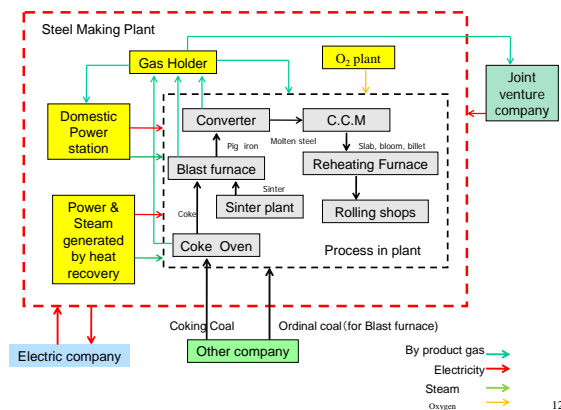 Steel Making Plant
Gas Holder
O2 plant
Joint
venture
company
Domestic
Power
station
Converter
C.C.M
Pig iron
Molten steel
Slab, bloom, billet
Blast furnace
Reheating Furnace
Sinter
Coke
Sinter plant
Rolling shops
Power &
Steam
generated
by heat
recovery
Coke Oven
Process in plant
Coking Coal
Ordinal coal(for Blast furnace)
Electric company
Other company
By product gas
Electricity
Steam
Oxygen
12